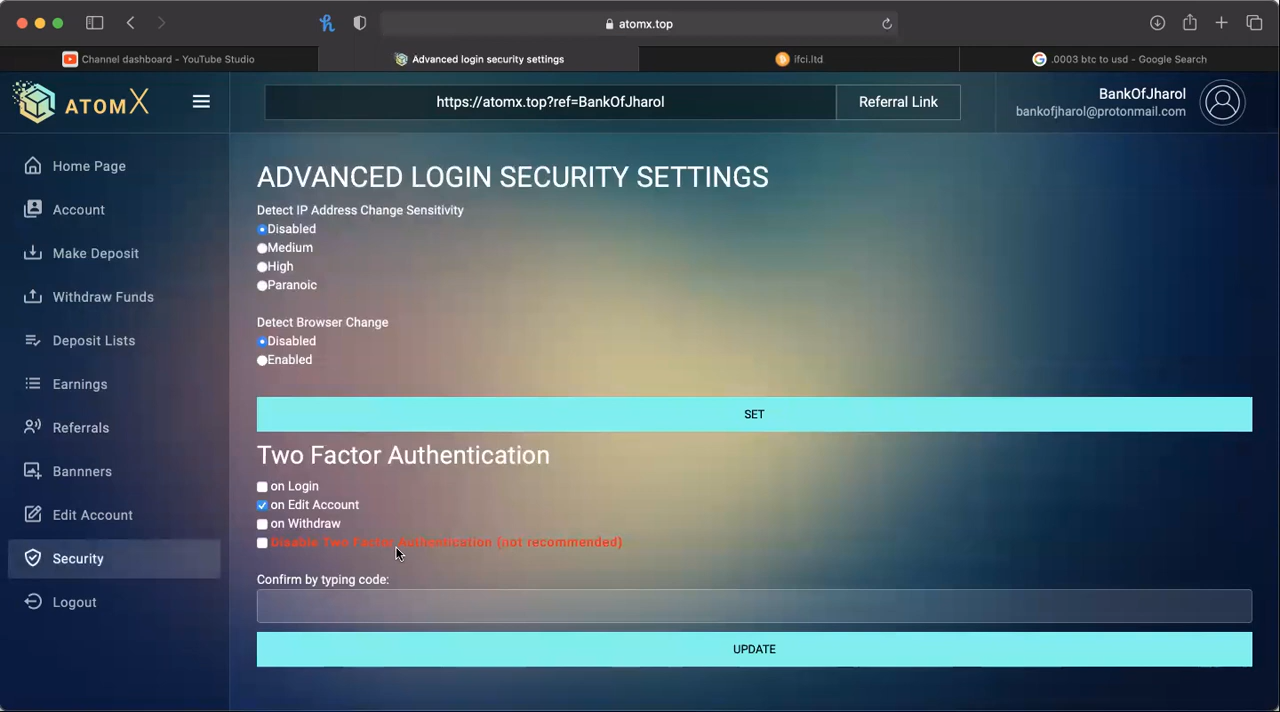 atomx.top
Channel dashboard - YouTube Studio
Advanced login security settings
ifci.ltd
.0003 btc to usd - Google Search
ATOMX
https://atomx.top?ref=BankOfJharol
Referral Link
BankOfJharol
bankofjharol@protonmail.com
Home Page
Account
Make Deposit
Withdraw Funds
Deposit Lists
Earnings
Referrals
Bannners
Edit Account
Security
Logout
ADVANCED LOGIN SECURITY SETTINGS
Detect IP Address Change Sensitivity
Disabled
Medium
High
Paranoic
Detect Browser Change
Disabled
Enabled
SET
Two Factor Authentication
on Login
on Edit Account
on Withdraw
Disable Two Factor Authentication (not recommended)
Confirm by typing code:
UPDATE